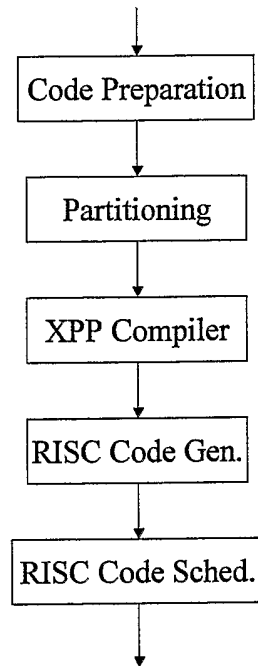 Code Preparation
Partitioning
XPP Compiler
RISC Code Gen.
RISC Code Sched.